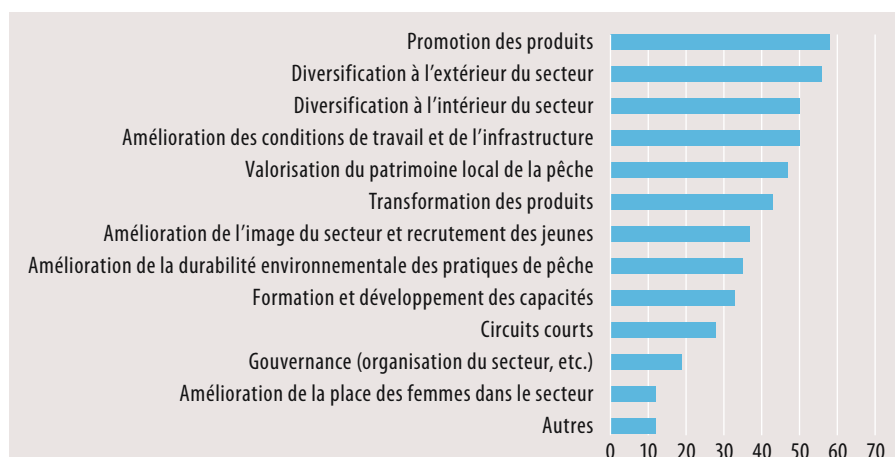 Promotion des produits
Diversification à l’extérieur du secteur
Diversification à l’intérieur du secteur
Amélioration des conditions de travail et de l’infrastructure
Valorisation du patrimoine local de la pêche
Transformation des produits
Amélioration de l’image du secteur et recrutement des jeunes
Amélioration de la durabilité environnementale des pratiques de pêche
Formation et développement des capacités
Circuits courts
Gouvernance (organisation du secteur, etc.)
Amélioration de la place des femmes dans le secteur
Autres
0 10 20 30 40 50 60 70